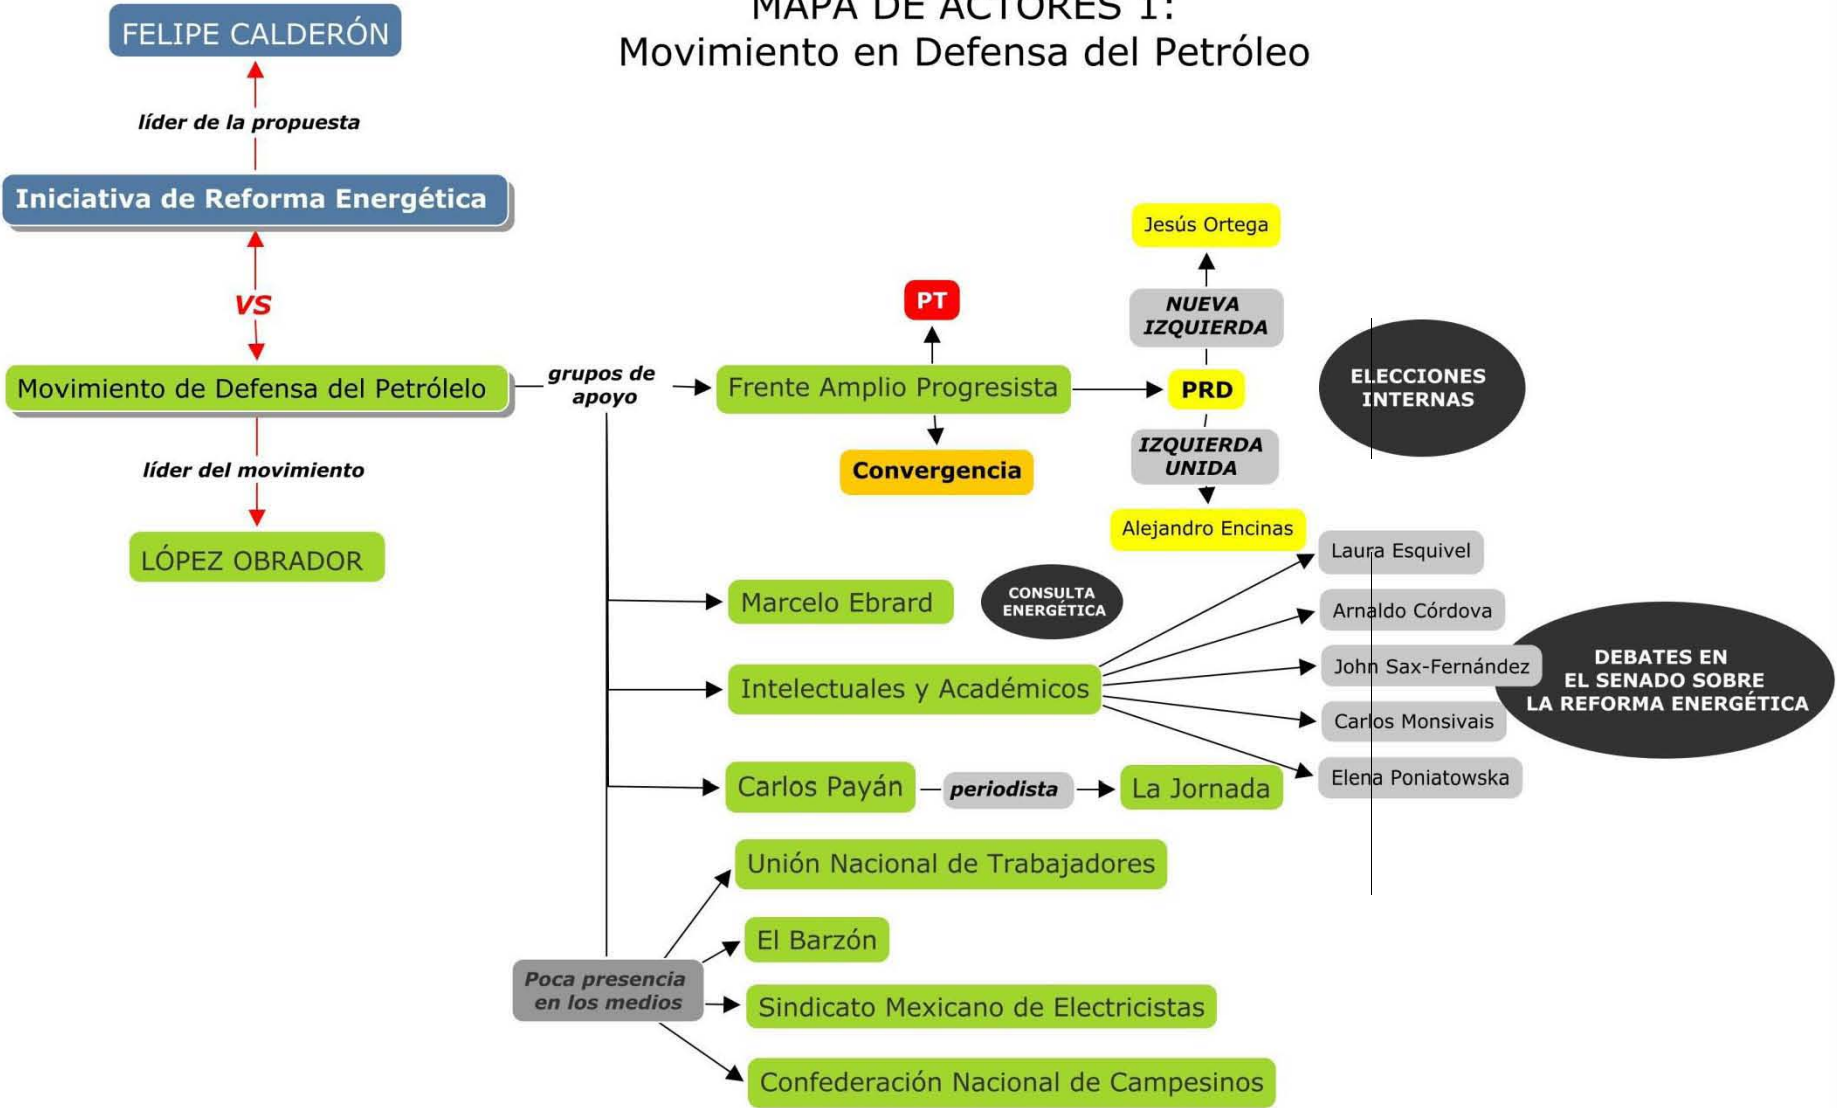 MAPA DE ACTORES 1:
Movimiento en Defensa del Petróleo
FELIPE CALDERÓN
líder de la propuesta
Iniciativa de Reforma Energética
VS
Movimiento de Defensa del Petrólelo
líder del movimiento
LÓPEZ OBRADOR
grupos de
apoyo
PT
Frente Amplio Progresista
Convergencia
Jesús Ortega
NUEVA
IZQUIERDA
PRD
IZQUIERDA
UNIDA
Alejandro Encinas
ELECCIONES
INTERNAS
Marcelo Ebrard
CONSULTA
ENERGÉTICA
Intelectuales y Académicos
Laura Esquivel
Arnaldo Córdova
John Sax-Fernández
Carlos Monsivais
Elena Poniatowska
DEBATES EN
EL SENADO SOBRE
LA REFORMA ENERGÉTICA
Carlos Payán
periodista
La Jornada
Poca presencia
en los medios
Unión Nacional de Trabajadores
El Barzón
Sindicato Mexicano de Electricistas
Confederación Nacional de Campesinos